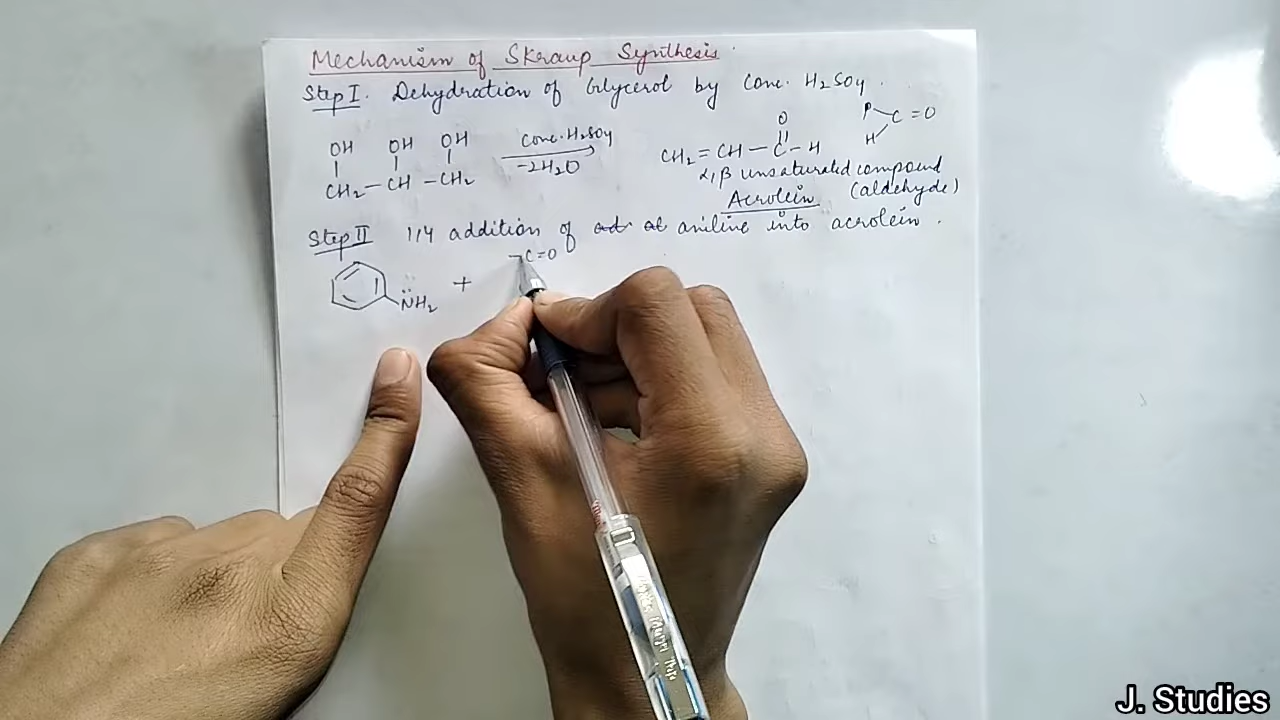 Mechanism of Skraup Synthesis.
Step I. Dehydration of Glycerol by Conc. H2SO4.
OH OH OH
CH2 - CH - CH2
Conc. H2SO4
-2H2O
O
CH2 = CH - C - H
R C = O
H
α, β unsaturated compound
Acrolein (aldehyde)
Step II 1,4 addition of aniline into acrolein.
N̈H2 + - C = O
J. Studies